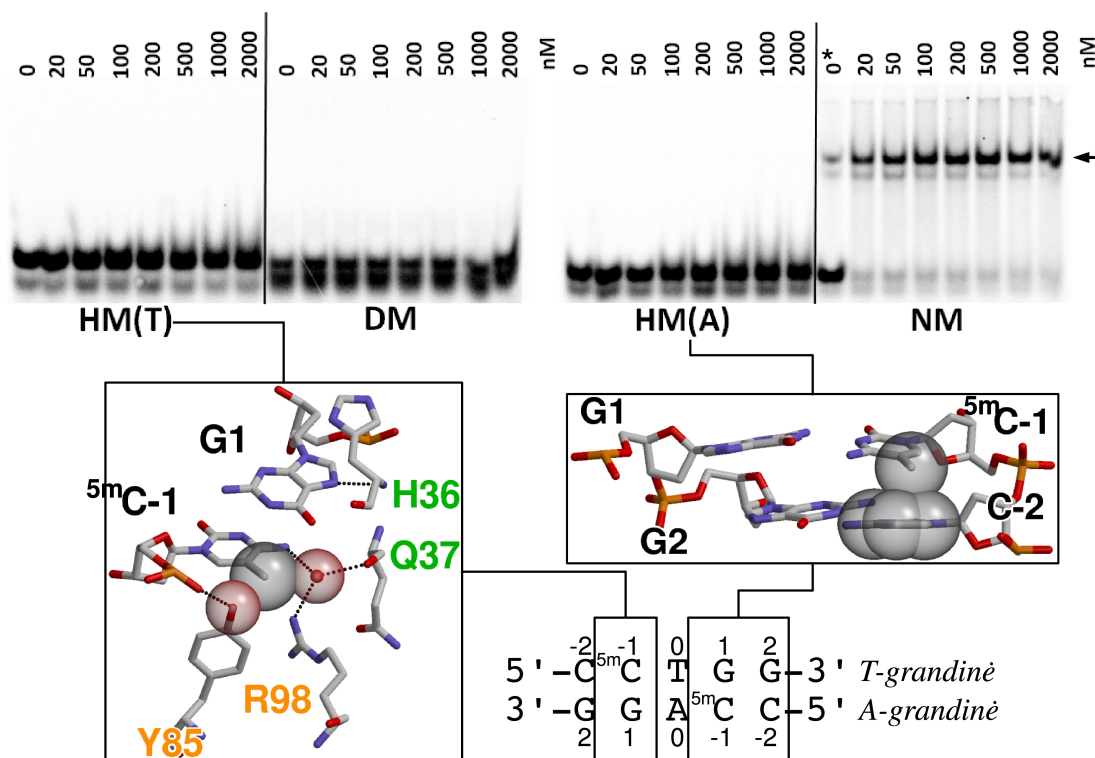 0 20 50 100 200 500 1000 2000 0 20 50 100 200 500 1000 2000 nM
0 20 50 100 200 500 1000 2000 0* 20 50 100 200 500 1000 2000 nM
HM(T) DM HM(A) NM
G1
5mC-1
H36
Q37
R98
Y85
G1
5mC-1
G2
C-2
-2 -1 0 1 2
5'-C 5mC T G G-3' T-grandinė
3'-G G A 5mC C-5' A-grandinė
2 1 0 -1 -2